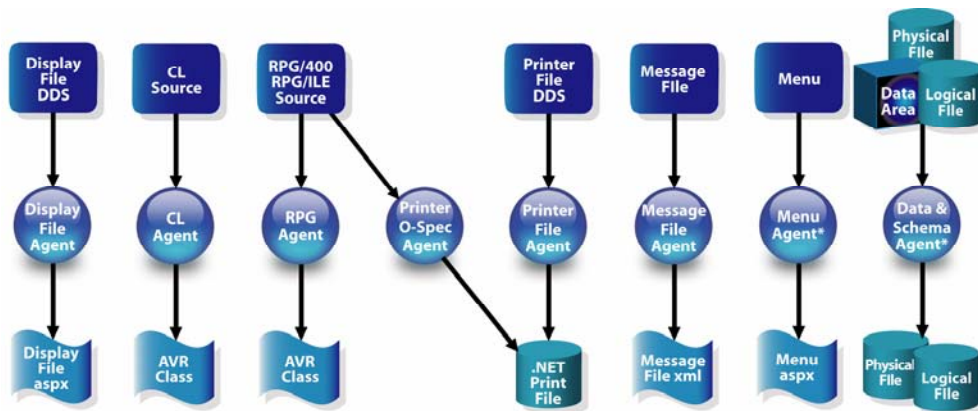 Display
File
DDS
CL
Source
RPG/400
RPG/ILE
Source
Printer
File
DDS
Message
FIle
Menu
Physical
FIle
Data
Area
Logical
FIle
Display
File
Agent
CL
Agent
RPG
Agent
Printer
O-Spec
Agent
Printer
File
Agent
Message
File
Agent
Menu
Agent*
Data &
Schema
Agent*
Display
File
aspx
AVR
Class
AVR
Class
.NET
Print
File
Message
File xml
Menu
aspx
Physical
FIle
Logical
FIle